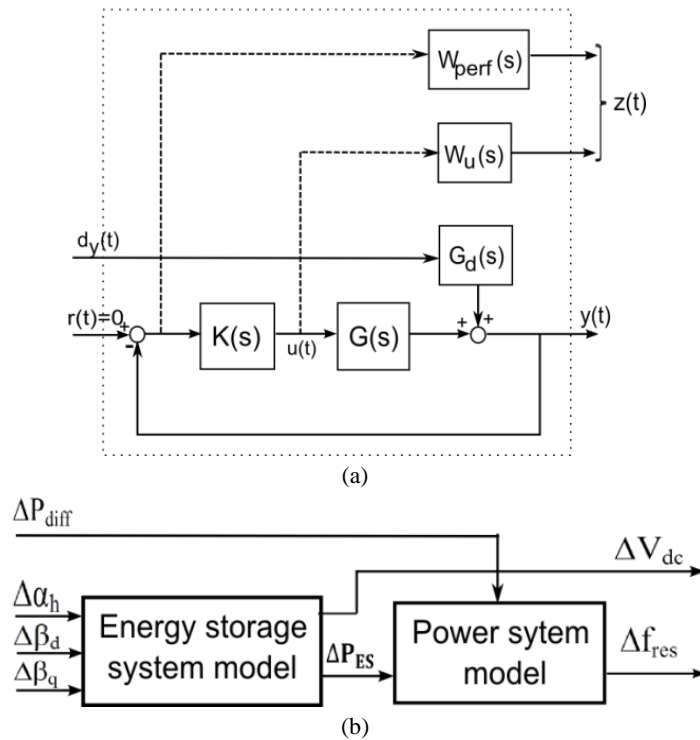 W_perf(s)
z(t)
W_u(s)
d_y(t)
G_d(s)
r(t)=0 + - K(s) u(t) G(s) + + y(t)
(a)
ΔP_diff
ΔV_dc
Δα_h
Δβ_d
Δβ_q
Energy storage
system model
ΔP_ES
Power sytem
model
Δf_res
(b)